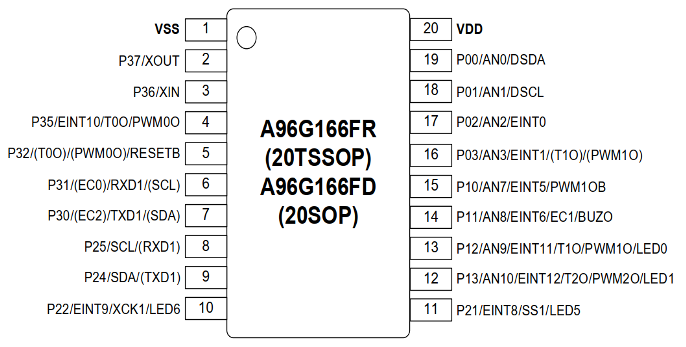 VSS 1
P37/XOUT 2
P36/XIN 3
P35/EINT10/T0O/PWM0O 4
P32/(T0O)/(PWM0O)/RESETB 5
P31/(EC0)/RXD1/(SCL) 6
P30/(EC2)/TXD1/(SDA) 7
P25/SCL/(RXD1) 8
P24/SDA/(TXD1) 9
P22/EINT9/XCK1/LED6 10
A96G166FR
(20TSSOP)
A96G166FD
(20SOP)
20 VDD
19 P00/AN0/DSDA
18 P01/AN1/DSCL
17 P02/AN2/EINT0
16 P03/AN3/EINT1/(T1O)/(PWM1O)
15 P10/AN7/EINT5/PWM1OB
14 P11/AN8/EINT6/EC1/BUZO
13 P12/AN9/EINT11/T1O/PWM1O/LED0
12 P13/AN10/EINT12/T2O/PWM2O/LED1
11 P21/EINT8/SS1/LED5